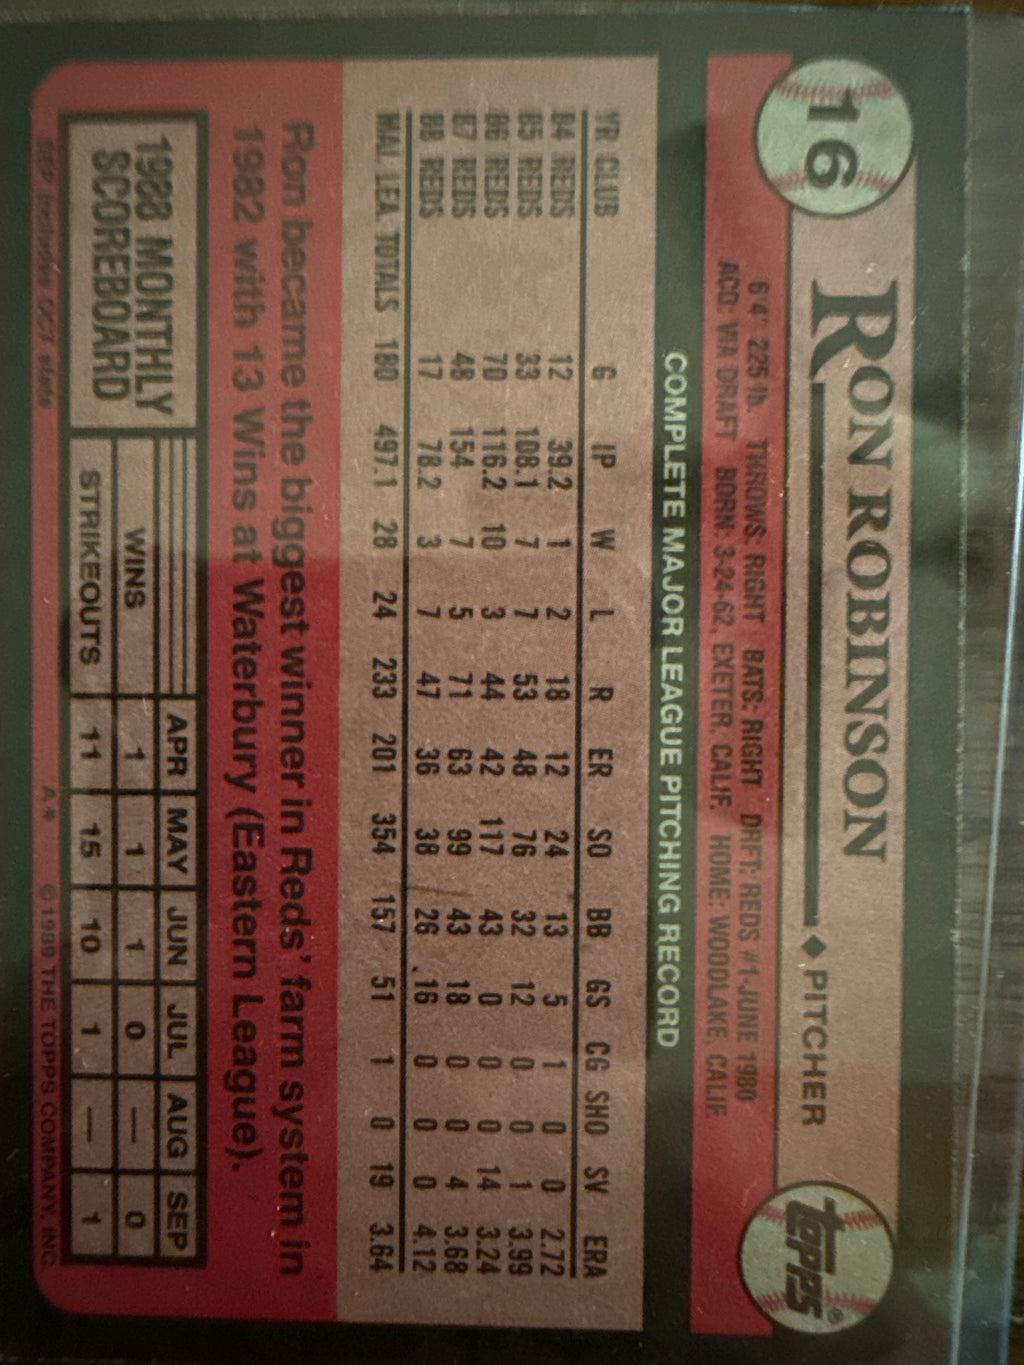 16
RON ROBINSON ◆ PITCHER
topps®
6'4" 225 lb. THROWS: RIGHT BATS: RIGHT DRFT: REDS #1-JUNE 1980
ACQ: VIA DRAFT BORN: 3-24-62, EXETER, CALIF. HOME: WOODLAKE, CALIF.
COMPLETE MAJOR LEAGUE PITCHING RECORD
YR CLUB G IP W L R ER SO BB GS CG SHO SV ERA
84 REDS 12 39.2 1 2 18 12 24 13 5 1 0 0 2.72
85 REDS 33 108.1 7 7 53 48 76 32 12 0 0 1 3.99
86 REDS 70 116.2 10 3 44 42 117 43 0 0 0 14 3.24
87 REDS 48 154 7 5 71 63 99 43 18 0 0 4 3.68
88 REDS 17 78.2 3 7 47 36 38 26 16 0 0 0 4.12
MAJ. LEA. TOTALS 180 497.1 28 24 233 201 354 157 51 1 0 19 3.64
Ron became the biggest winner in Reds' farm system in
1982 with 13 Wins at Waterbury (Eastern League).
1988 MONTHLY
SCOREBOARD
APR MAY JUN JUL AUG SEP
WINS 1 1 1 0 — 0
STRIKEOUTS 11 15 10 1 — 1
SEP includes OCT stats
A* © 1989 THE TOPPS COMPANY, INC.